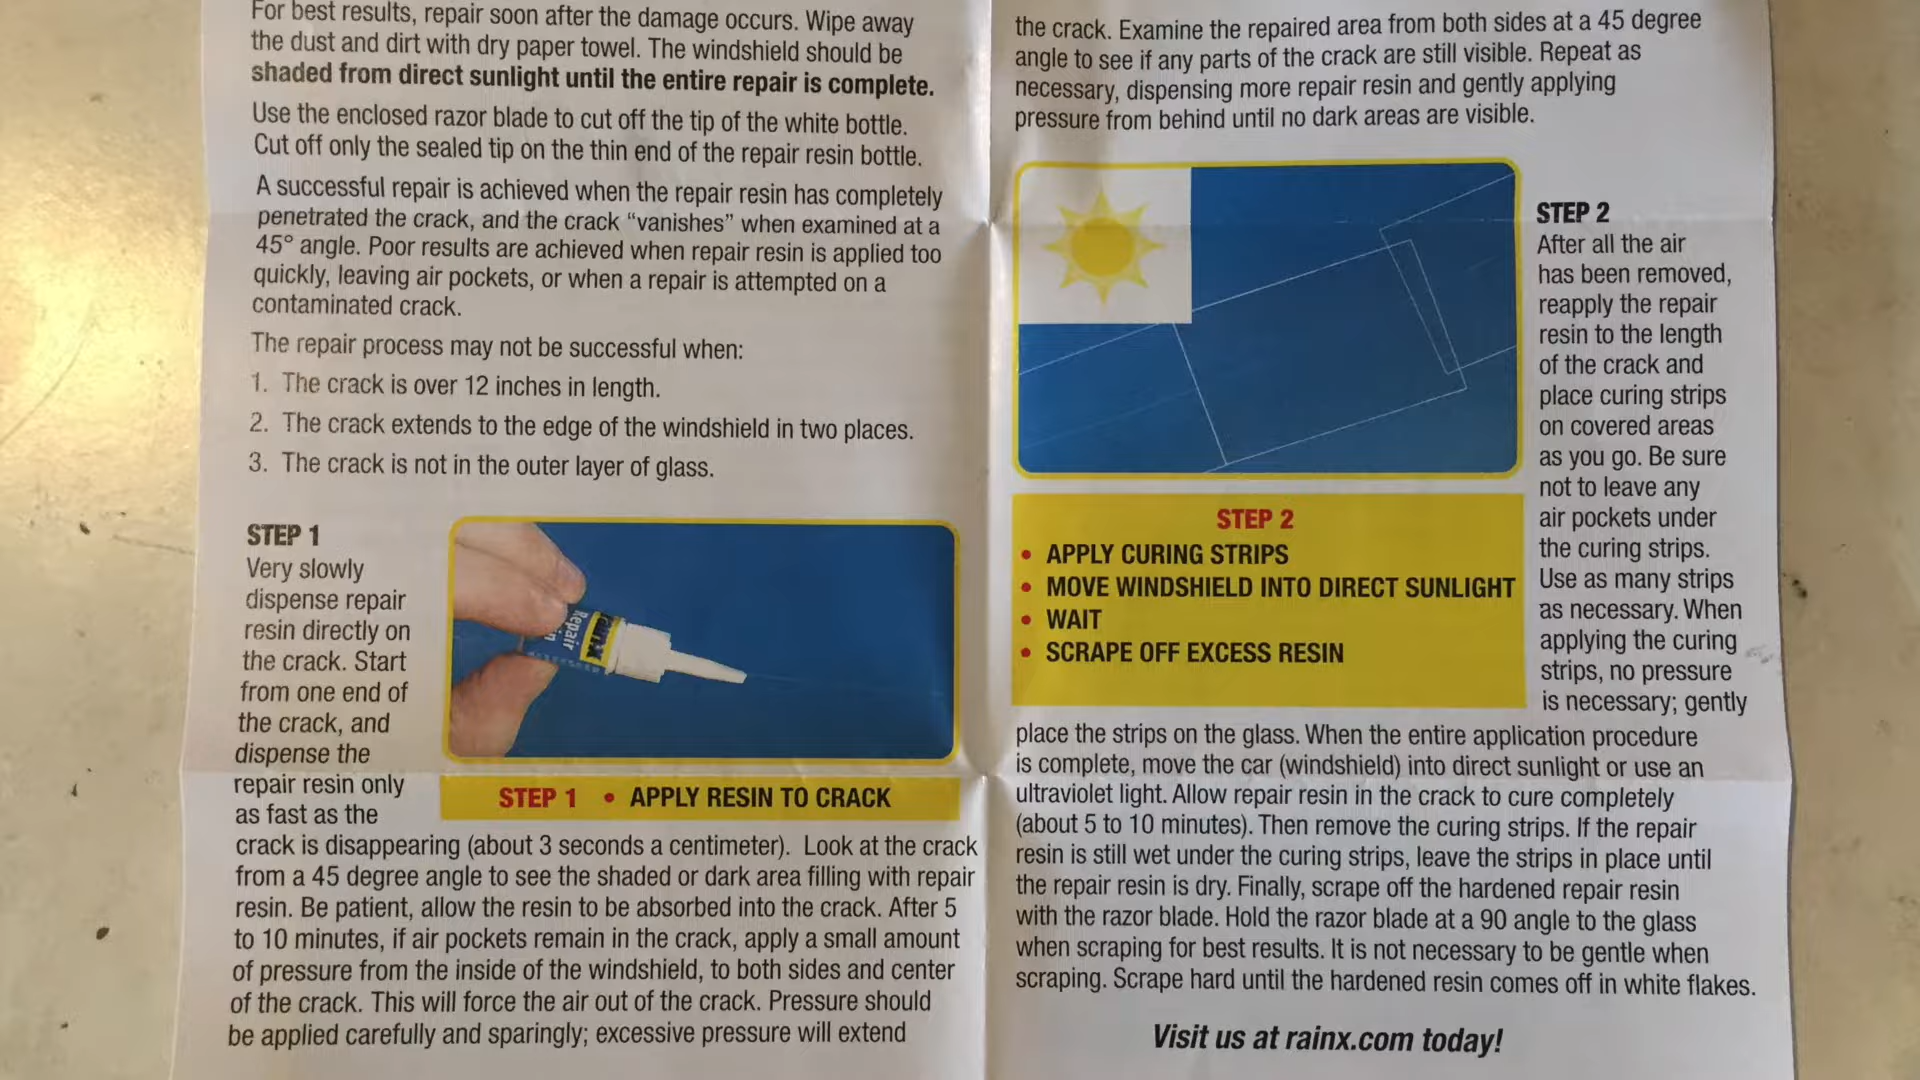 For best results, repair soon after the damage occurs. Wipe away
the dust and dirt with dry paper towel. The windshield should be
shaded from direct sunlight until the entire repair is complete.
Use the enclosed razor blade to cut off the tip of the white bottle.
Cut off only the sealed tip on the thin end of the repair resin bottle.
A successful repair is achieved when the repair resin has completely
penetrated the crack, and the crack “vanishes” when examined at a
45° angle. Poor results are achieved when repair resin is applied too
quickly, leaving air pockets, or when a repair is attempted on a
contaminated crack.
The repair process may not be successful when:
1. The crack is over 12 inches in length.
2. The crack extends to the edge of the windshield in two places.
3. The crack is not in the outer layer of glass.
STEP 1
Very slowly
dispense repair
resin directly on
the crack. Start
from one end of
the crack, and
dispense the
repair resin only
as fast as the
crack is disappearing (about 3 seconds a centimeter). Look at the crack
from a 45 degree angle to see the shaded or dark area filling with repair
resin. Be patient, allow the resin to be absorbed into the crack. After 5
to 10 minutes, if air pockets remain in the crack, apply a small amount
of pressure from the inside of the windshield, to both sides and center
of the crack. This will force the air out of the crack. Pressure should
be applied carefully and sparingly; excessive pressure will extend
Repair
STEP 1 • APPLY RESIN TO CRACK
the crack. Examine the repaired area from both sides at a 45 degree
angle to see if any parts of the crack are still visible. Repeat as
necessary, dispensing more repair resin and gently applying
pressure from behind until no dark areas are visible.
STEP 2
• APPLY CURING STRIPS
• MOVE WINDSHIELD INTO DIRECT SUNLIGHT
• WAIT
• SCRAPE OFF EXCESS RESIN
STEP 2
After all the air
has been removed,
reapply the repair
resin to the length
of the crack and
place curing strips
on covered areas
as you go. Be sure
not to leave any
air pockets under
the curing strips.
Use as many strips
as necessary. When
applying the curing
strips, no pressure
is necessary; gently
place the strips on the glass. When the entire application procedure
is complete, move the car (windshield) into direct sunlight or use an
ultraviolet light. Allow repair resin in the crack to cure completely
(about 5 to 10 minutes). Then remove the curing strips. If the repair
resin is still wet under the curing strips, leave the strips in place until
the repair resin is dry. Finally, scrape off the hardened repair resin
with the razor blade. Hold the razor blade at a 90 angle to the glass
when scraping for best results. It is not necessary to be gentle when
scraping. Scrape hard until the hardened resin comes off in white flakes.
Visit us at rainx.com today!